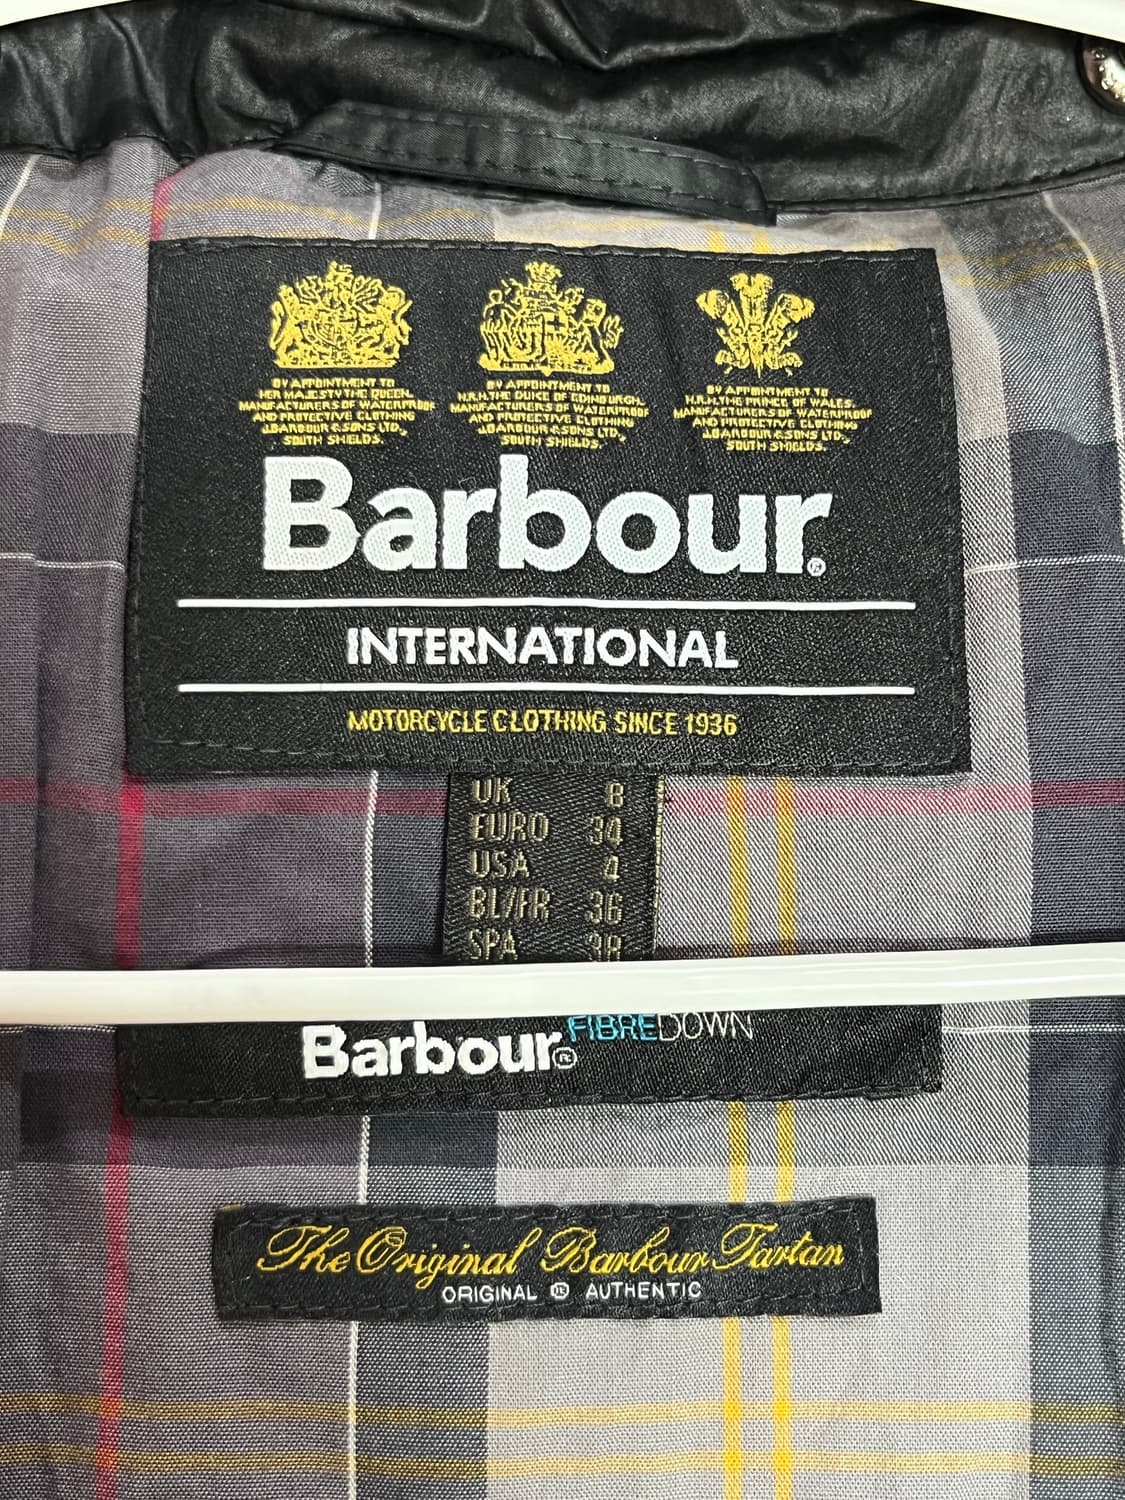 BY APPOINTMENT TO
HER MAJESTY THE QUEEN
MANUFACTURERS OF WATERPROOF
AND PROTECTIVE CLOTHING
J.BARBOUR & SONS LTD.,
SOUTH SHIELDS.
BY APPOINTMENT TO
H.R.H. THE DUKE OF EDINBURGH.
MANUFACTURERS OF WATERPROOF
AND PROTECTIVE CLOTHING
J.BARBOUR & SONS LTD.,
SOUTH SHIELDS.
BY APPOINTMENT TO
H.R.H. THE PRINCE OF WALES.
MANUFACTURERS OF WATERPROOF
AND PROTECTIVE CLOTHING
J.BARBOUR & SONS LTD.,
SOUTH SHIELDS.
Barbour®
INTERNATIONAL
MOTORCYCLE CLOTHING SINCE 1936
UK 8
EURO 34
USA 4
BL/FR 36
SPA 38
Barbour® FIBREDOWN
The Original Barbour Tartan
ORIGINAL ® AUTHENTIC